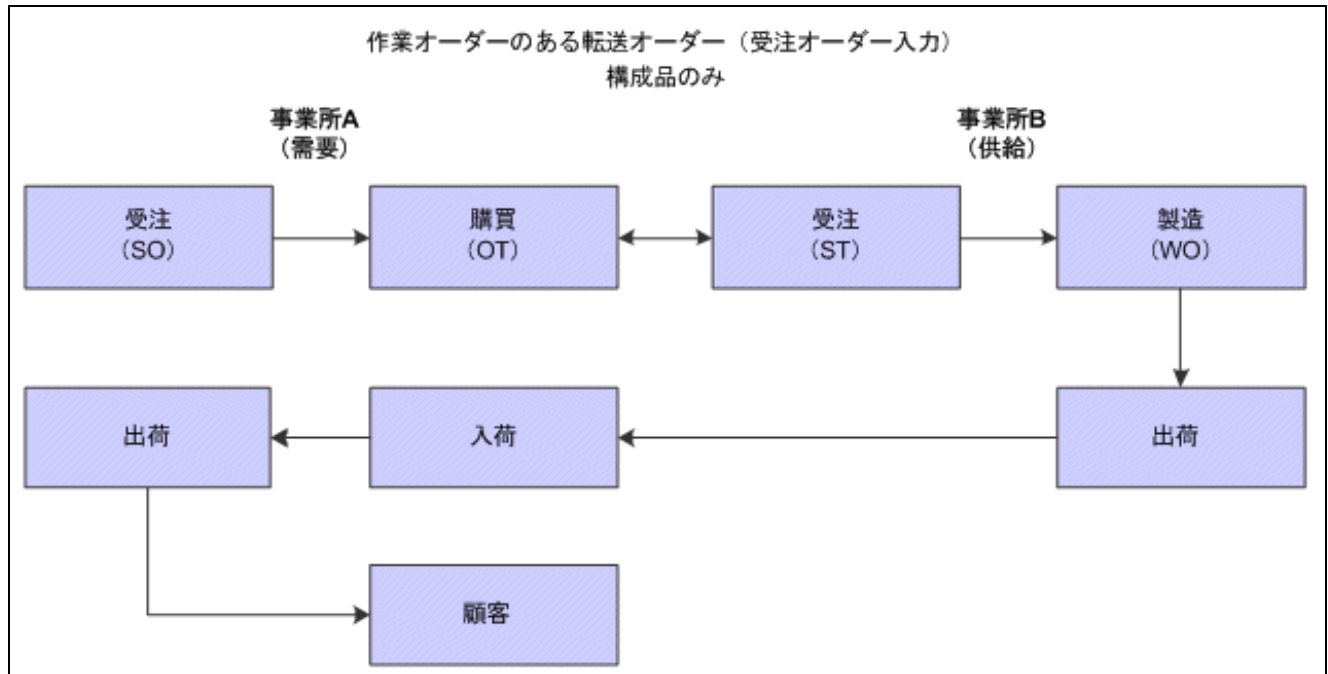 作業オーダーのある転送オーダー（受注オーダー入力）
構成品のみ
事業所A
（需要）
事業所B
（供給）
受注
（SO）
購買
（OT）
受注
（ST）
製造
（WO）
出荷
入荷
出荷
顧客